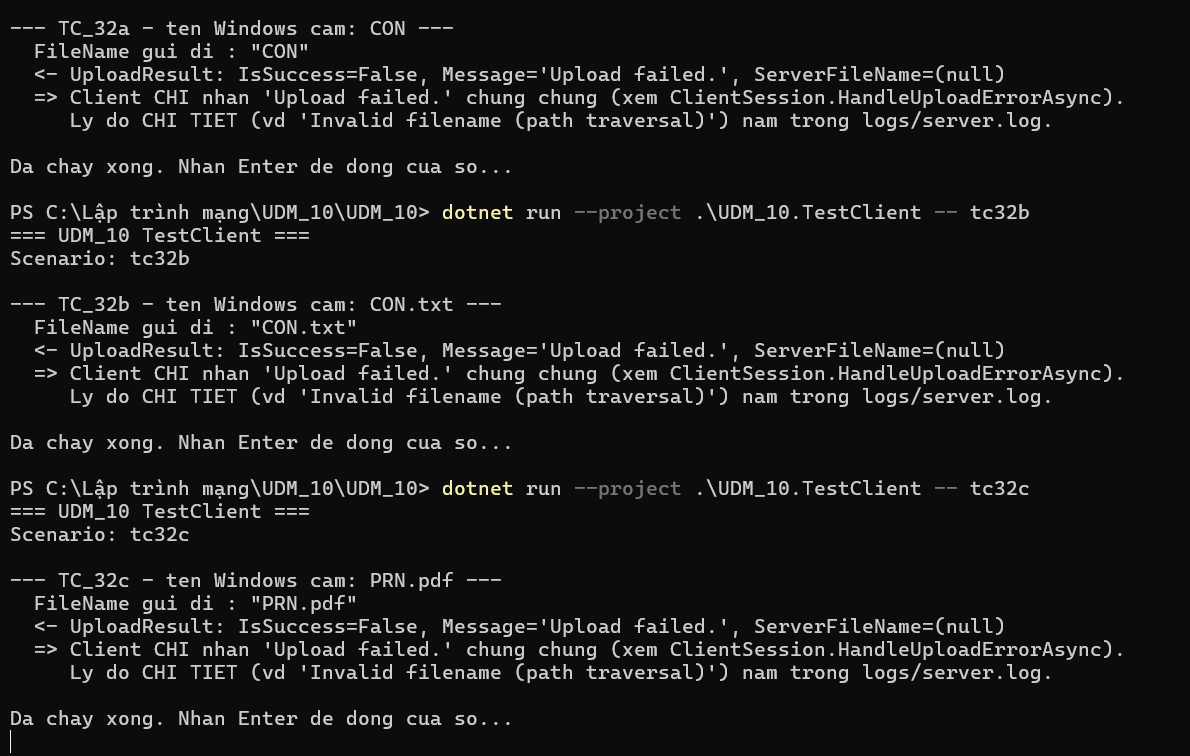 --- TC_32a - ten Windows cam: CON ---
  FileName gui di : "CON"
  <- UploadResult: IsSuccess=False, Message='Upload failed.', ServerFileName=(null)
  => Client CHI nhan 'Upload failed.' chung chung (xem ClientSession.HandleUploadErrorAsync).
     Ly do CHI TIET (vd 'Invalid filename (path traversal)') nam trong logs/server.log.
Da chay xong. Nhan Enter de dong cua so...
PS C:\Lập trình mạng\UDM_10\UDM_10> dotnet run --project .\UDM_10.TestClient -- tc32b
=== UDM_10 TestClient ===
Scenario: tc32b
--- TC_32b - ten Windows cam: CON.txt ---
  FileName gui di : "CON.txt"
  <- UploadResult: IsSuccess=False, Message='Upload failed.', ServerFileName=(null)
  => Client CHI nhan 'Upload failed.' chung chung (xem ClientSession.HandleUploadErrorAsync).
     Ly do CHI TIET (vd 'Invalid filename (path traversal)') nam trong logs/server.log.
Da chay xong. Nhan Enter de dong cua so...
PS C:\Lập trình mạng\UDM_10\UDM_10> dotnet run --project .\UDM_10.TestClient -- tc32c
=== UDM_10 TestClient ===
Scenario: tc32c
--- TC_32c - ten Windows cam: PRN.pdf ---
  FileName gui di : "PRN.pdf"
  <- UploadResult: IsSuccess=False, Message='Upload failed.', ServerFileName=(null)
  => Client CHI nhan 'Upload failed.' chung chung (xem ClientSession.HandleUploadErrorAsync).
     Ly do CHI TIET (vd 'Invalid filename (path traversal)') nam trong logs/server.log.
Da chay xong. Nhan Enter de dong cua so...